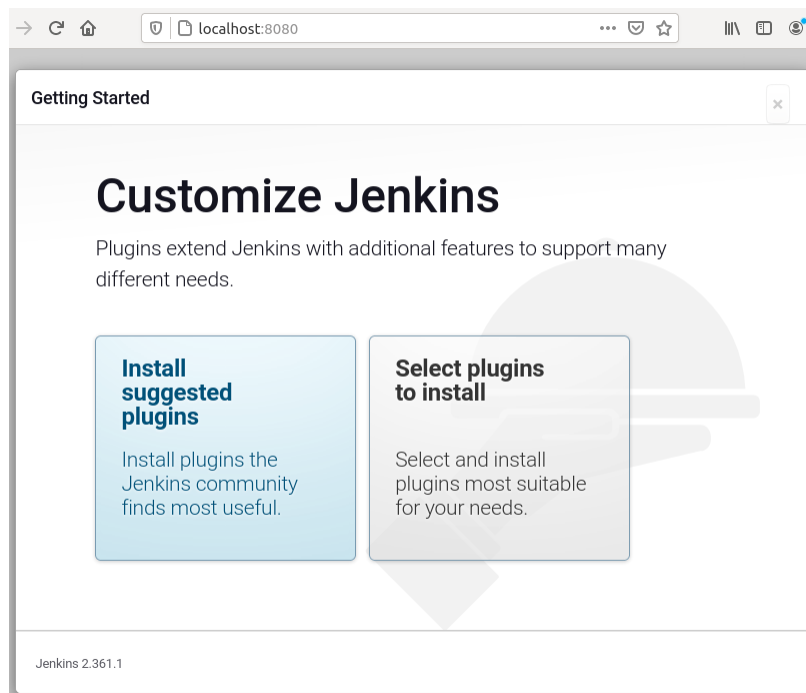 localhost:8080
Getting Started
×
Customize Jenkins
Plugins extend Jenkins with additional features to support many
different needs.
Install
suggested
plugins
Install plugins the
Jenkins community
finds most useful.
Select plugins
to install
Select and install
plugins most suitable
for your needs.
Jenkins 2.361.1